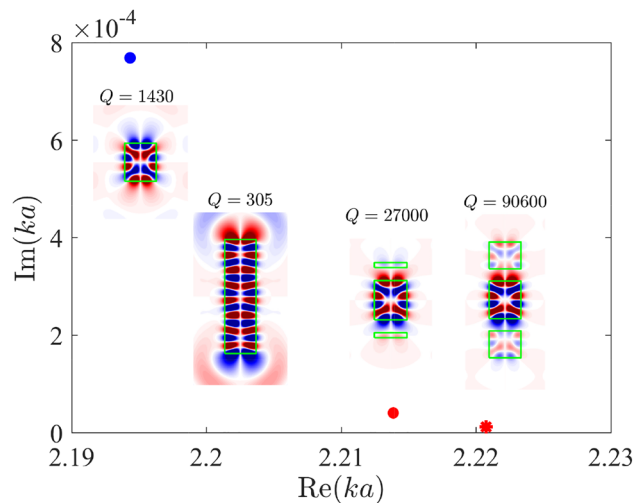 ×10⁻⁴
8
6
4
2
0
Im(ka)
Q = 1430
Q = 305
Q = 27000
Q = 90600
2.19 2.2 2.21 2.22 2.23
Re(ka)